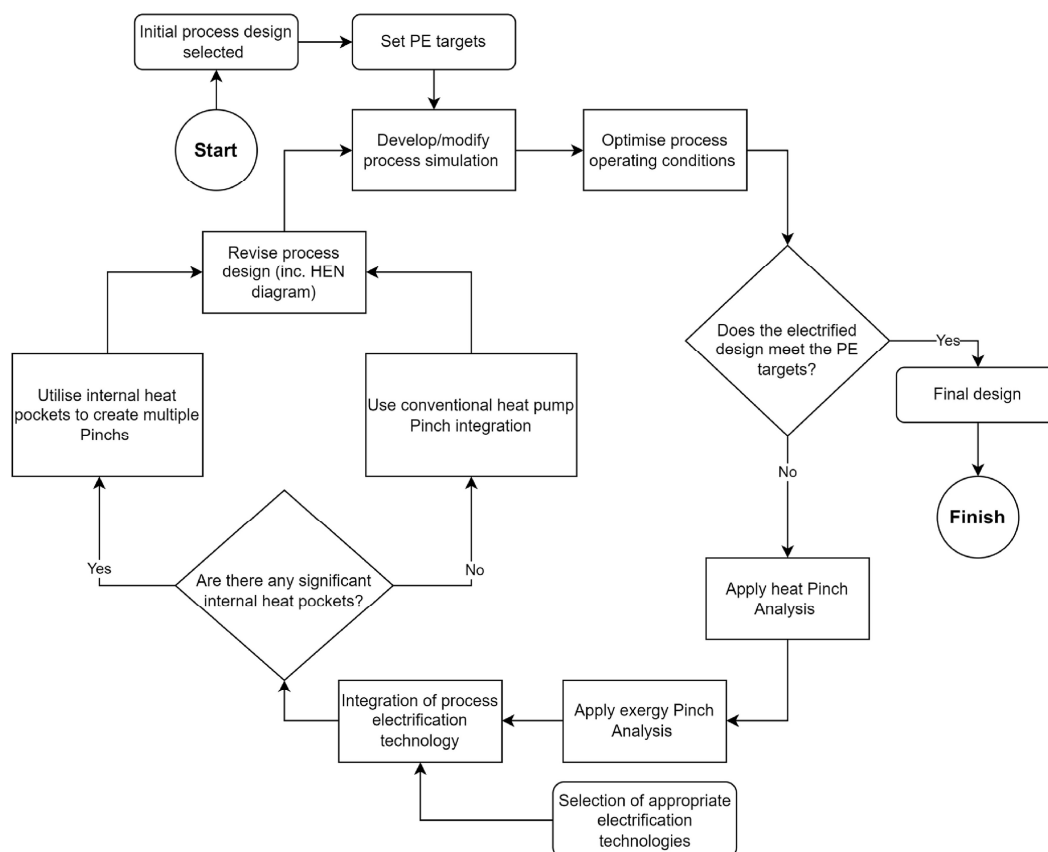 Initial process design
selected
Set PE targets
Start
Develop/modify
process simulation
Optimise process
operating conditions
Revise process
design (inc. HEN
diagram)
Does the electrified
design meet the PE
targets?
Yes
Final design
Utilise internal heat
pockets to create multiple
Pinchs
Use conventional heat pump
Pinch integration
No
Finish
Yes
Are there any significant
internal heat pockets?
No
Apply heat Pinch
Analysis
Integration of process
electrification
technology
Apply exergy Pinch
Analysis
Selection of appropriate
electrification
technologies